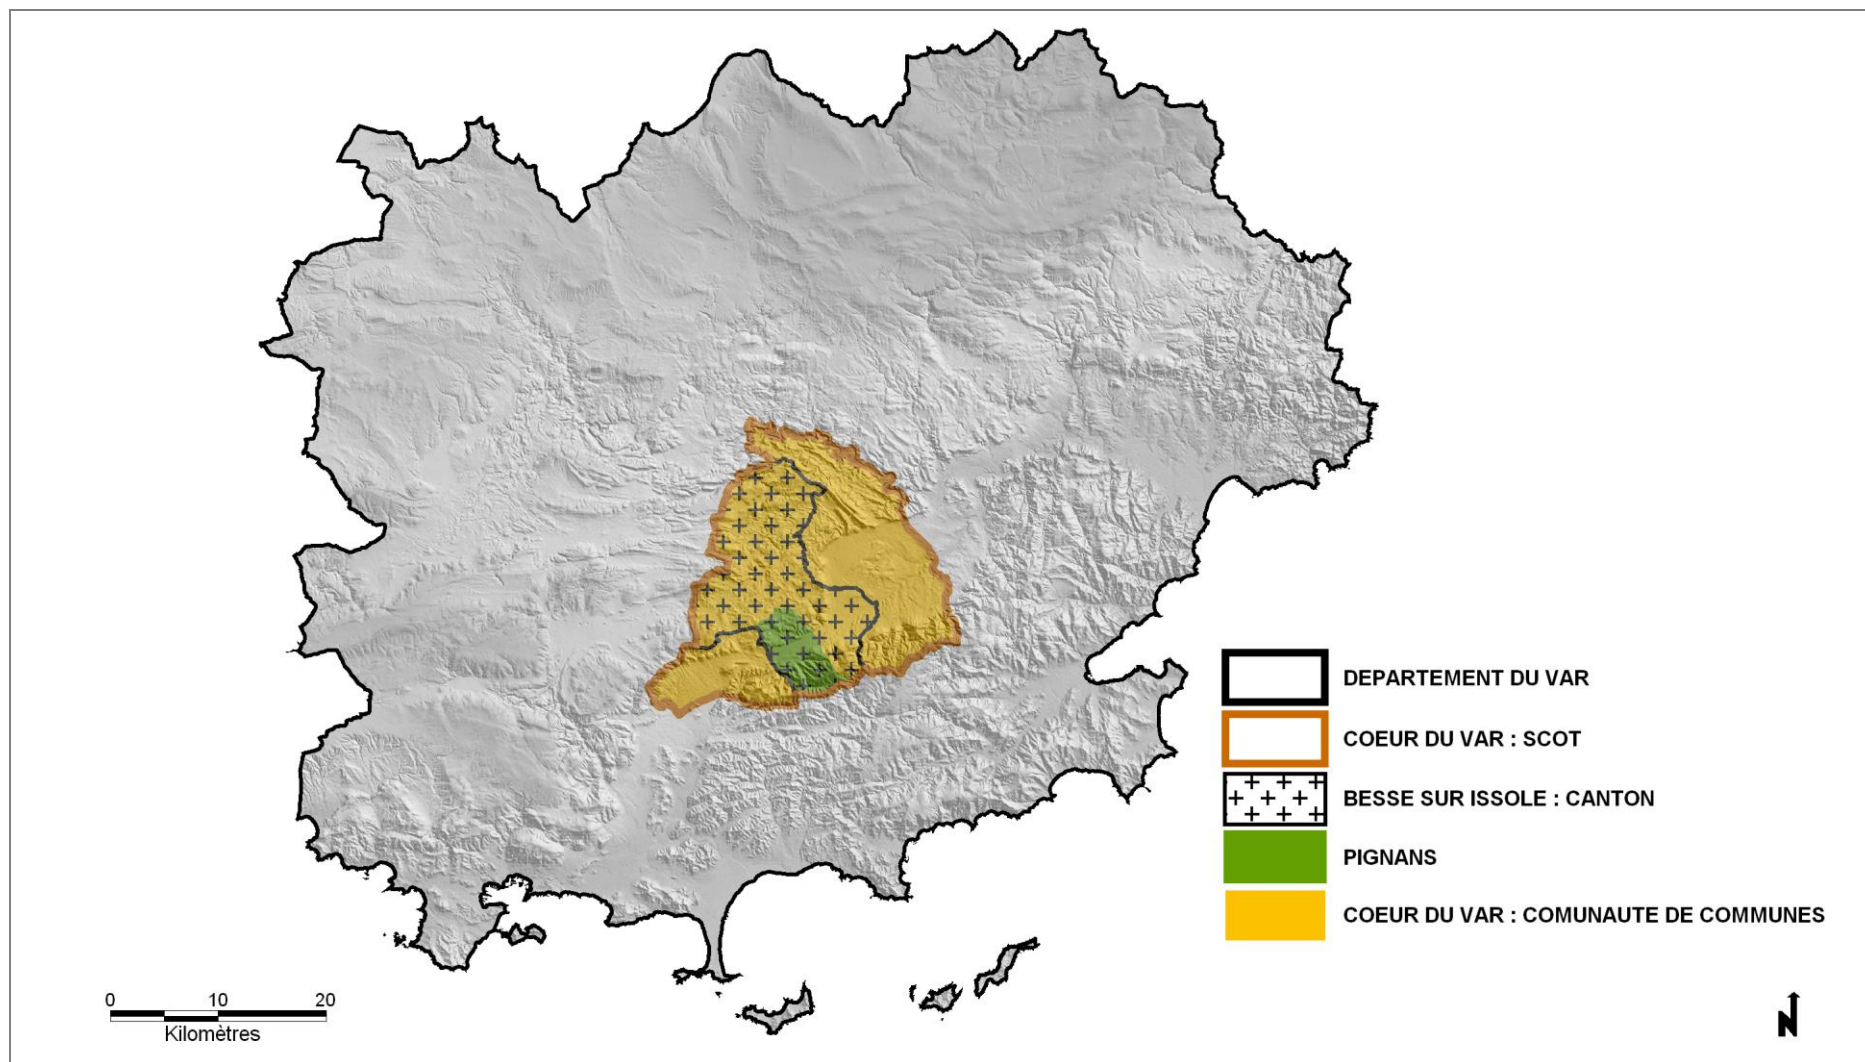 DEPARTEMENT DU VAR
COEUR DU VAR : SCOT
BESSE SUR ISSOLE : CANTON
PIGNANS
COEUR DU VAR : COMUNAUTE DE COMMUNES
0 10 20
Kilomètres
N